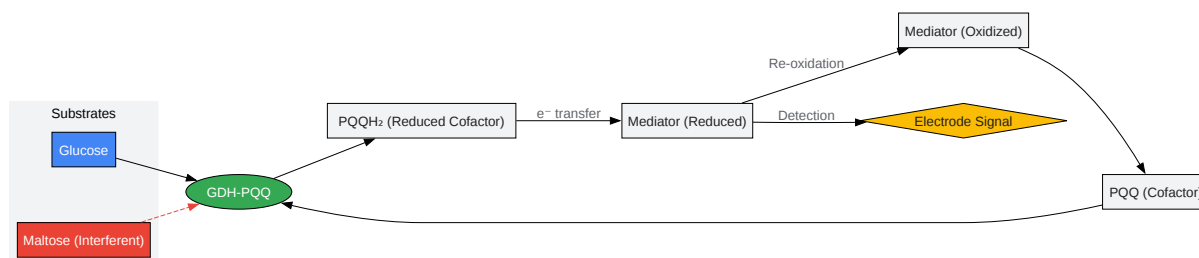 Mediator (Oxidized)
Re-oxidation
Substrates
PQQH₂ (Reduced Cofactor)
e⁻ transfer
Mediator (Reduced)
Detection
Electrode Signal
Glucose
GDH-PQQ
PQQ (Cofactor)
Maltose (Interferent)